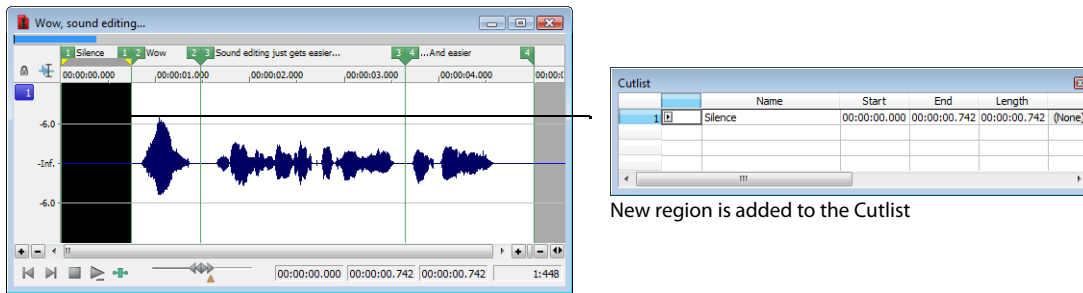 Wow, sound editing...
1 Silence 1 2 Wow 2 3 Sound editing just gets easier... 3 4 ...And easier 4
00:00:00.000 ,00:00:01.000 ,00:00:02.000 ,00:00:03.000 ,00:00:04.000 00:00:0
1
-6.0
-Inf.
-6.0
00:00:00.000 00:00:00.742 00:00:00.742 1:448
Cutlist
Name Start End Length
1 Silence 00:00:00.000 00:00:00.742 00:00:00.742 (None)
New region is added to the Cutlist